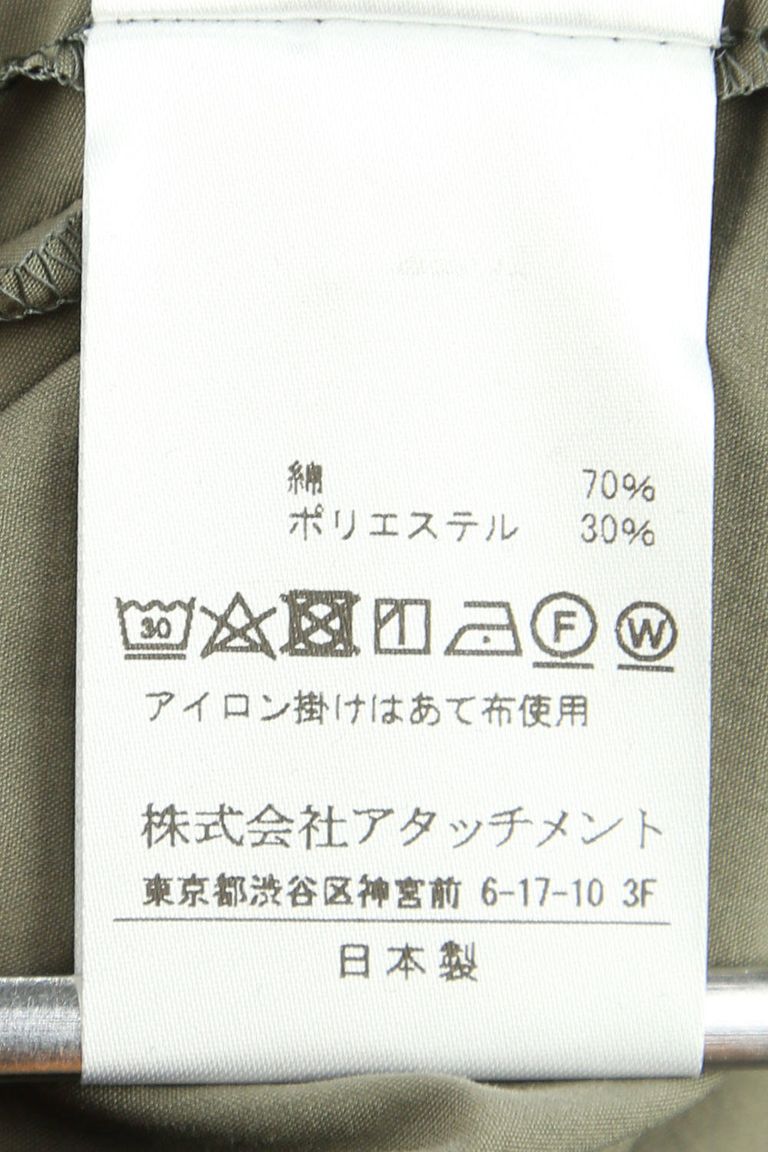 綿 70%
ポリエステル 30%
30 F W
アイロン掛けはあて布使用
株式会社アタッチメント
東京都渋谷区神宮前 6-17-10 3F
日本製